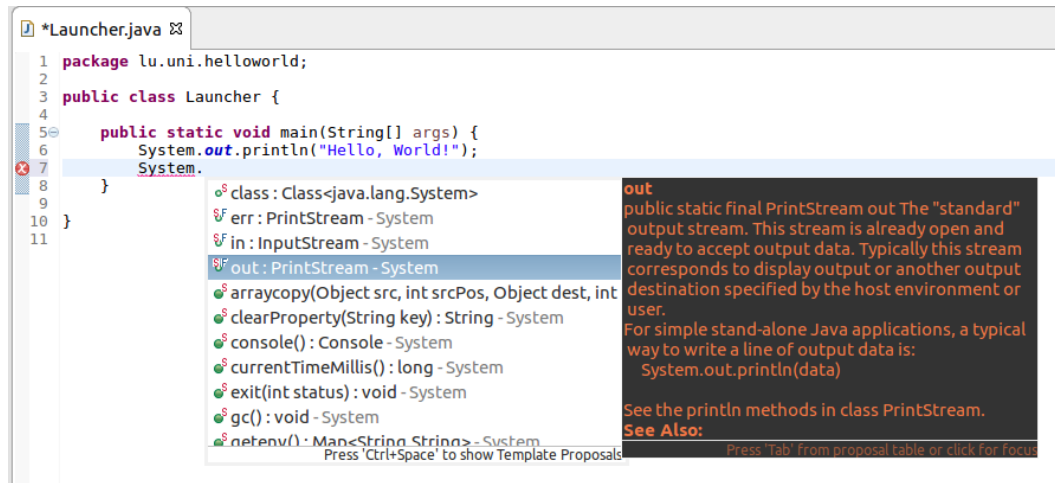 *Launcher.java
1 package lu.uni.helloworld;
2
3 public class Launcher {
4
5 public static void main(String[] args) {
6 System.out.println("Hello, World!");
7 System.
8 }
9
10 }
11
class : Class<java.lang.System>
err : PrintStream - System
in : InputStream - System
out : PrintStream - System
arraycopy(Object src, int srcPos, Object dest, int
clearProperty(String key) : String - System
console() : Console - System
currentTimeMillis() : long - System
exit(int status) : void - System
gc() : void - System
getenv() : Map<String,String> - System
Press 'Ctrl+Space' to show Template Proposals
out
public static final PrintStream out The "standard"
output stream. This stream is already open and
ready to accept output data. Typically this stream
corresponds to display output or another output
destination specified by the host environment or
user.
For simple stand-alone Java applications, a typical
way to write a line of output data is:
System.out.println(data)
See the println methods in class PrintStream.
See Also:
Press 'Tab' from proposal table or click for focus